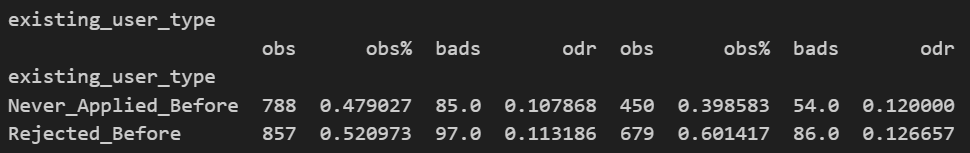 existing_user_type
obs obs% bads odr obs obs% bads odr
existing_user_type
Never_Applied_Before 788 0.479027 85.0 0.107868 450 0.398583 54.0 0.120000
Rejected_Before 857 0.520973 97.0 0.113186 679 0.601417 86.0 0.126657